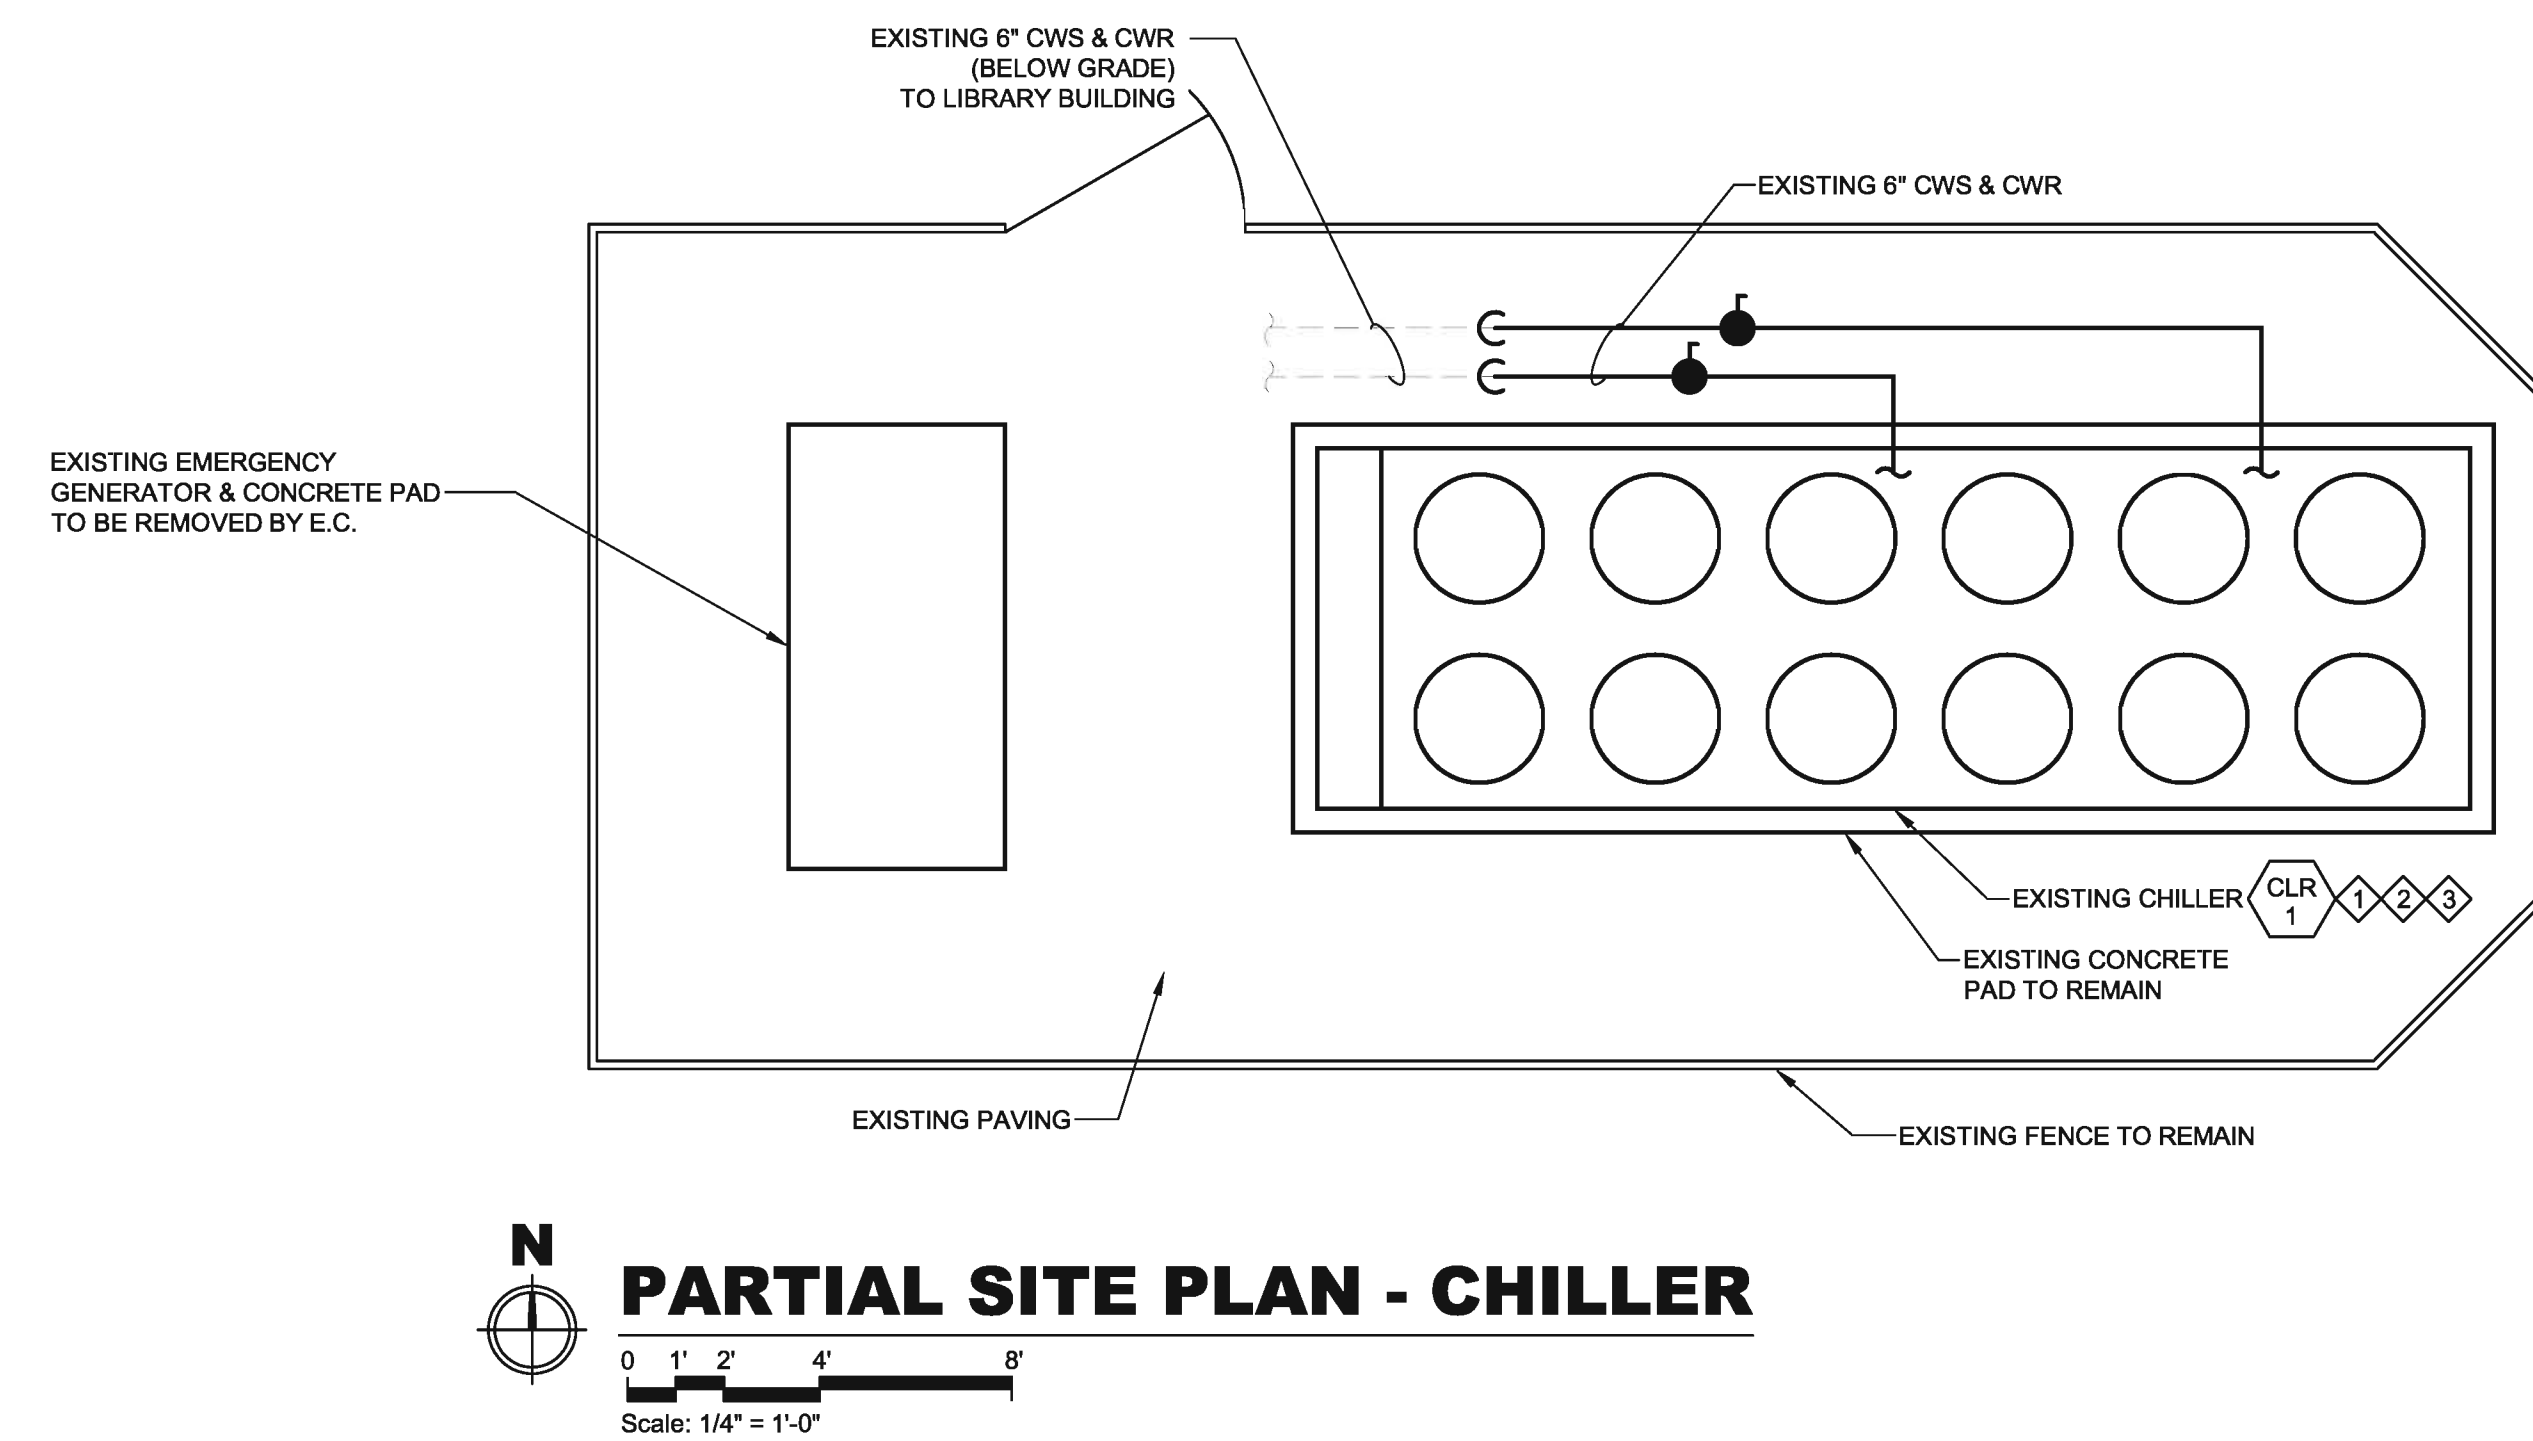 EXISTING 6" CWS & CWR
(BELOW GRADE)
TO LIBRARY BUILDING
EXISTING 6" CWS & CWR
EXISTING EMERGENCY
GENERATOR & CONCRETE PAD
TO BE REMOVED BY E.C.
EXISTING CHILLER
CLR
1
1
2
3
EXISTING CONCRETE
PAD TO REMAIN
EXISTING PAVING
EXISTING FENCE TO REMAIN
N
PARTIAL SITE PLAN - CHILLER
0 1' 2' 4' 8'
Scale: 1/4" = 1'-0"